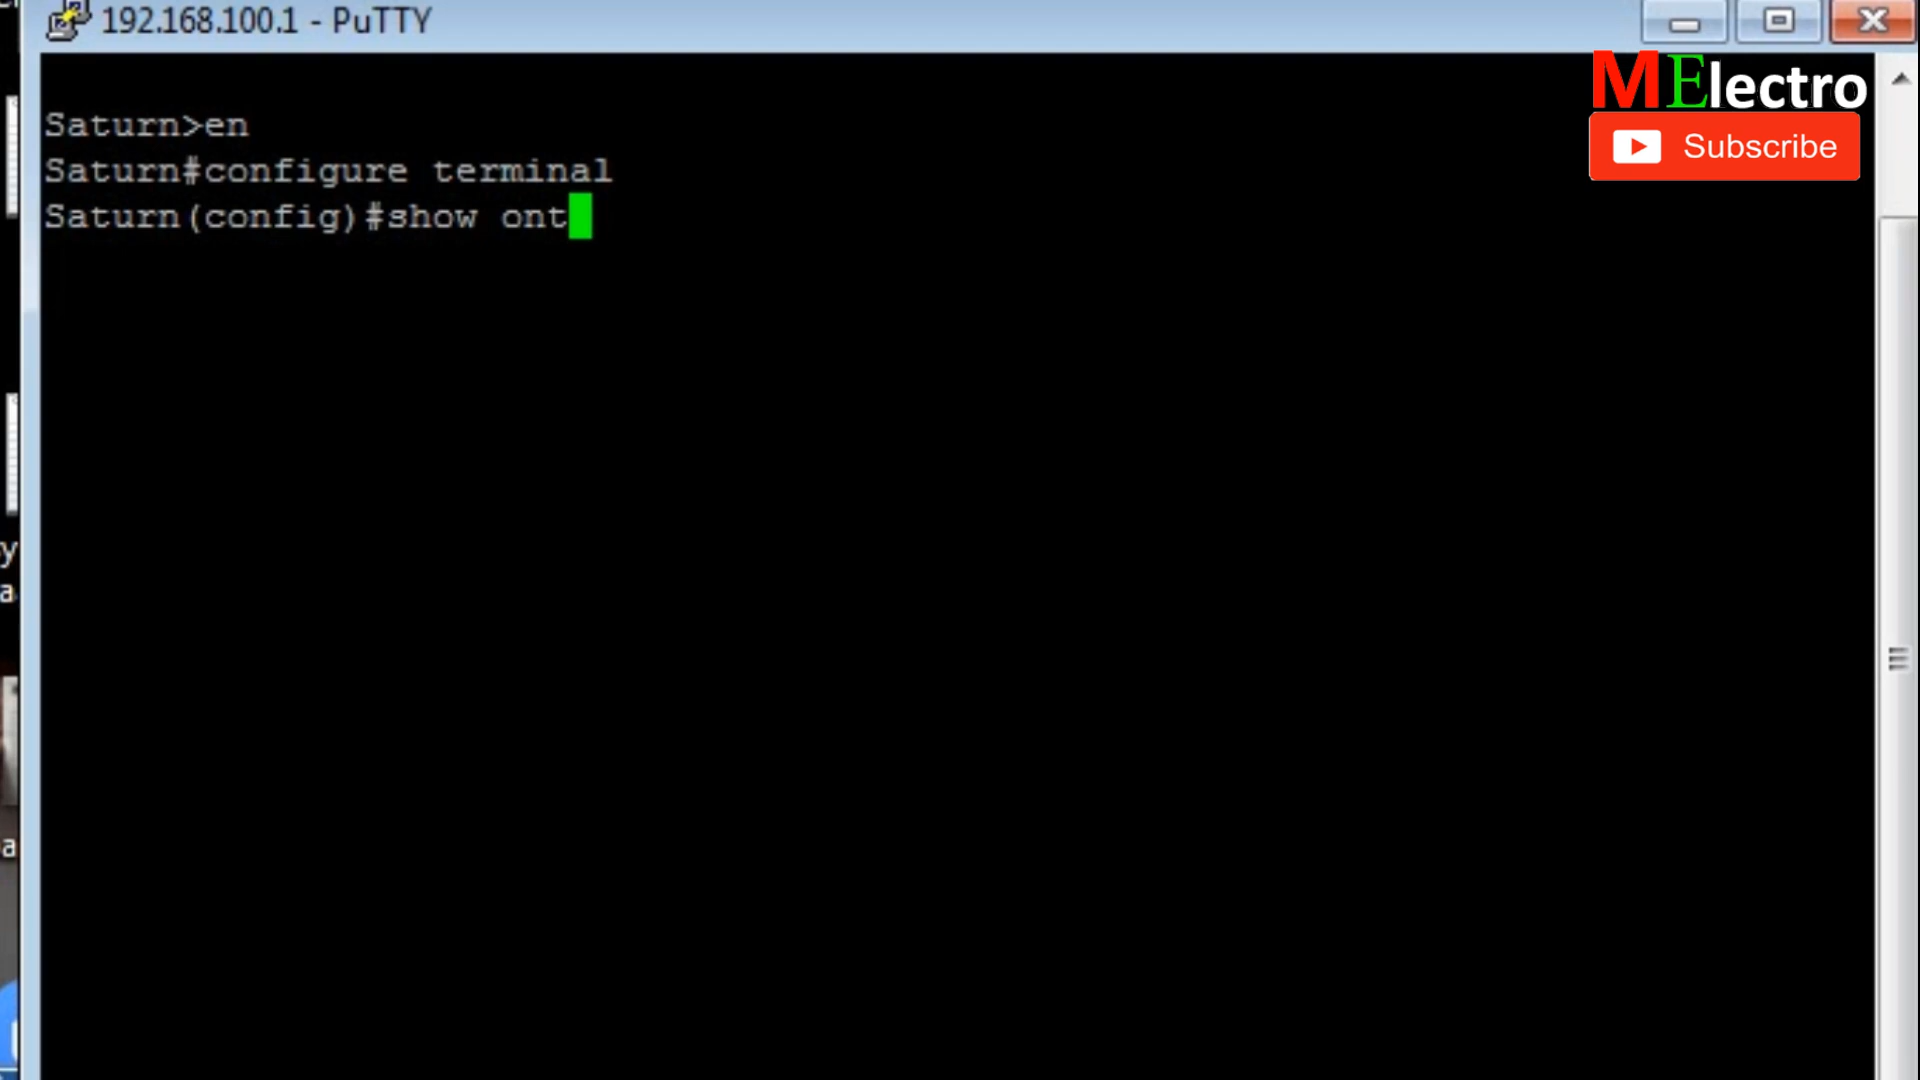 192.168.100.1 - PuTTY
MElectro
Subscribe
Saturn>en
Saturn#configure terminal
Saturn(config)#show ont
y
a
a